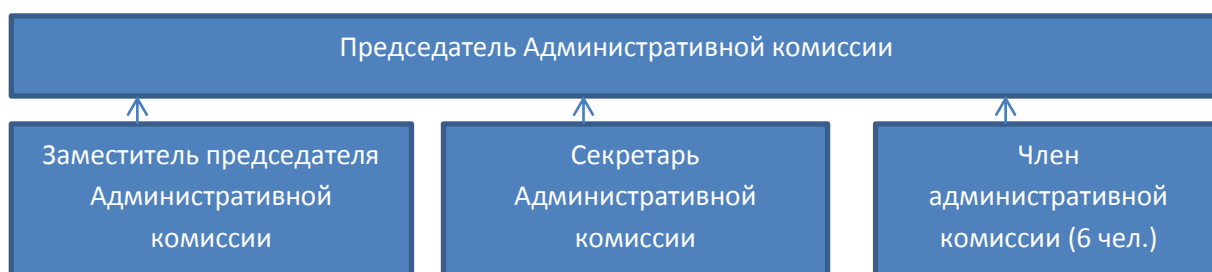 Председатель Административной комиссии
Заместитель председателя
Административной
комиссии
Секретарь
Административной
комиссии
Член
административной
комиссии (6 чел.)